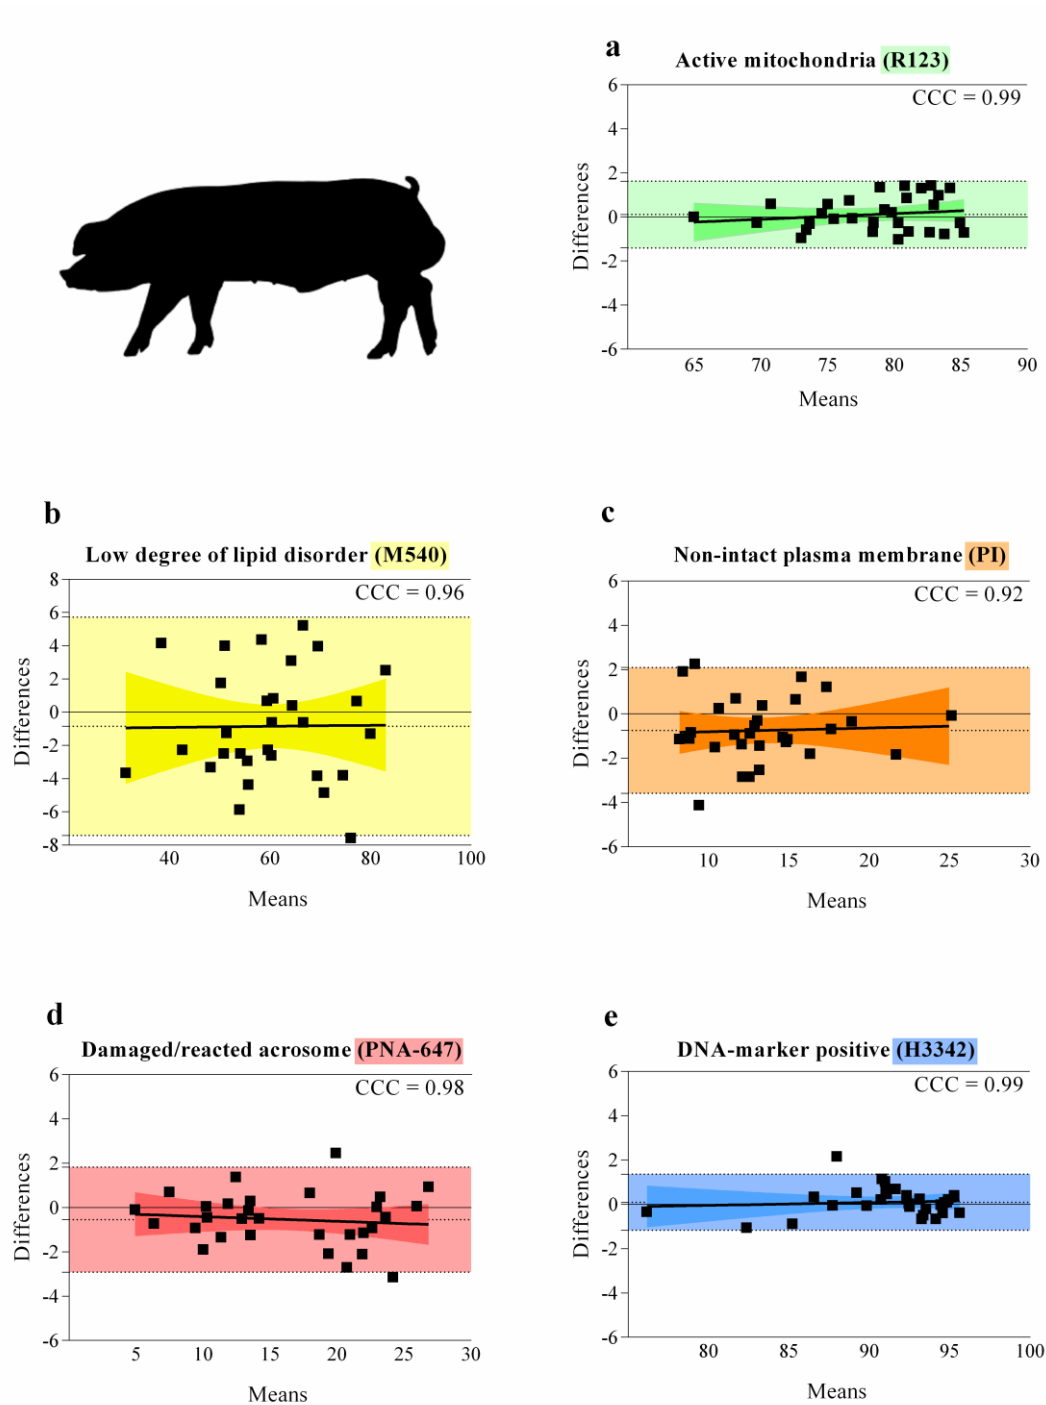 a
Active mitochondria (R123)
CCC = 0.99
6
4
2
0
-2
-4
-6
Differences
65 70 75 80 85 90
Means
b
Low degree of lipid disorder (M540)
CCC = 0.96
8
6
4
2
0
-2
-4
-6
-8
Differences
40 60 80 100
Means
c
Non-intact plasma membrane (PI)
CCC = 0.92
6
4
2
0
-2
-4
-6
Differences
10 15 20 25 30
Means
d
Damaged/reacted acrosome (PNA-647)
CCC = 0.98
6
4
2
0
-2
-4
-6
Differences
5 10 15 20 25 30
Means
e
DNA-marker positive (H3342)
CCC = 0.99
6
4
2
0
-2
-4
-6
Differences
80 85 90 95 100
Means